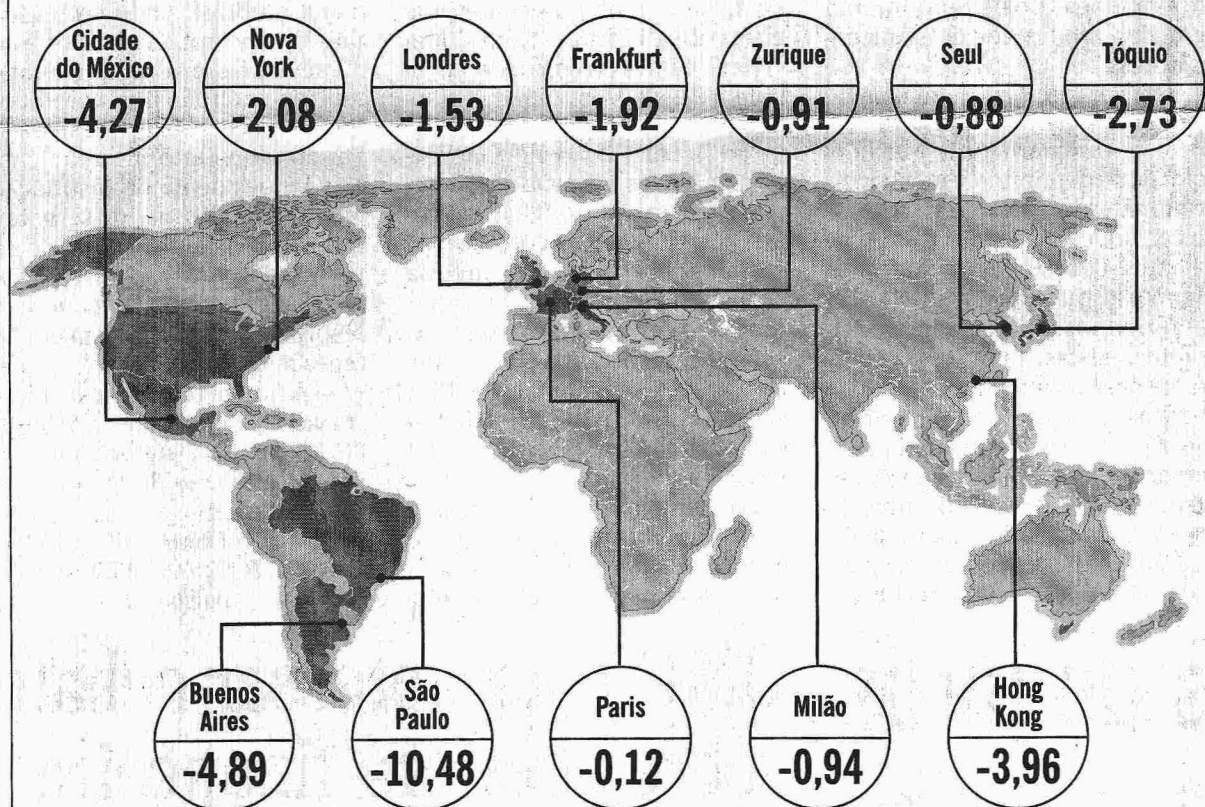 Cidade
do México
-4,27
Nova
York
-2,08
Londres
-1,53
Frankfurt
-1,92
Zurique
-0,91
Seul
-0,88
Tóquio
-2,73
Buenos
Aires
-4,89
São
Paulo
-10,48
Paris
-0,12
Milão
-0,94
Hong
Kong
-3,96